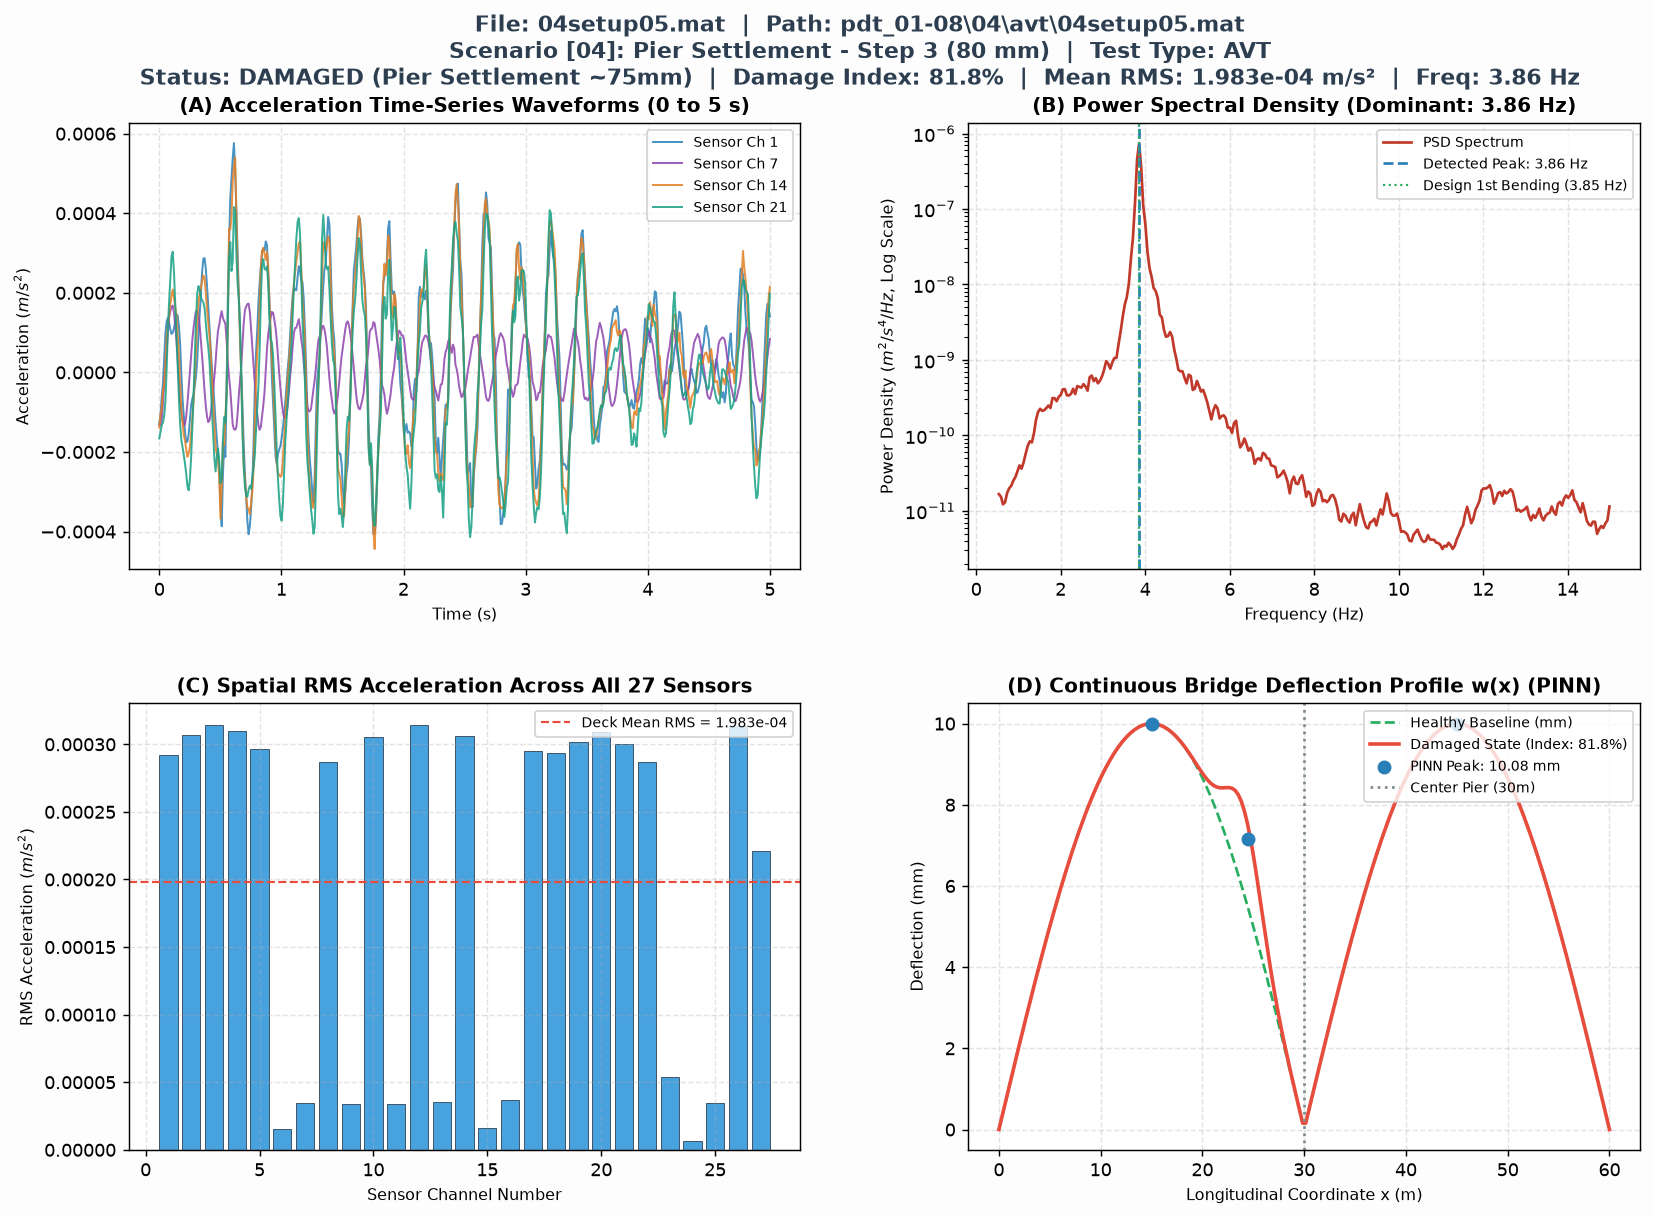 File: 04setup05.mat | Path: pdt_01-08\04\avt\04setup05.mat
Scenario [04]: Pier Settlement - Step 3 (80 mm) | Test Type: AVT
Status: DAMAGED (Pier Settlement ~75mm) | Damage Index: 81.8% | Mean RMS: 1.983e-04 m/s² | Freq: 3.86 Hz
(A) Acceleration Time-Series Waveforms (0 to 5 s)
Sensor Ch 1
Sensor Ch 7
Sensor Ch 14
Sensor Ch 21
0.0006
0.0004
0.0002
0.0000
−0.0002
−0.0004
Acceleration (m/s²)
0 1 2 3 4 5
Time (s)
(B) Power Spectral Density (Dominant: 3.86 Hz)
PSD Spectrum
Detected Peak: 3.86 Hz
Design 1st Bending (3.85 Hz)
10⁻⁶
10⁻⁷
10⁻⁸
10⁻⁹
10⁻¹⁰
10⁻¹¹
Power Density (m²/s⁴/Hz, Log Scale)
0 2 4 6 8 10 12 14
Frequency (Hz)
(C) Spatial RMS Acceleration Across All 27 Sensors
Deck Mean RMS = 1.983e-04
0.00030
0.00025
0.00020
0.00015
0.00010
0.00005
0.00000
RMS Acceleration (m/s²)
0 5 10 15 20 25
Sensor Channel Number
(D) Continuous Bridge Deflection Profile w(x) (PINN)
Healthy Baseline (mm)
Damaged State (Index: 81.8%)
PINN Peak: 10.08 mm
Center Pier (30m)
10
8
6
4
2
0
Deflection (mm)
0 10 20 30 40 50 60
Longitudinal Coordinate x (m)